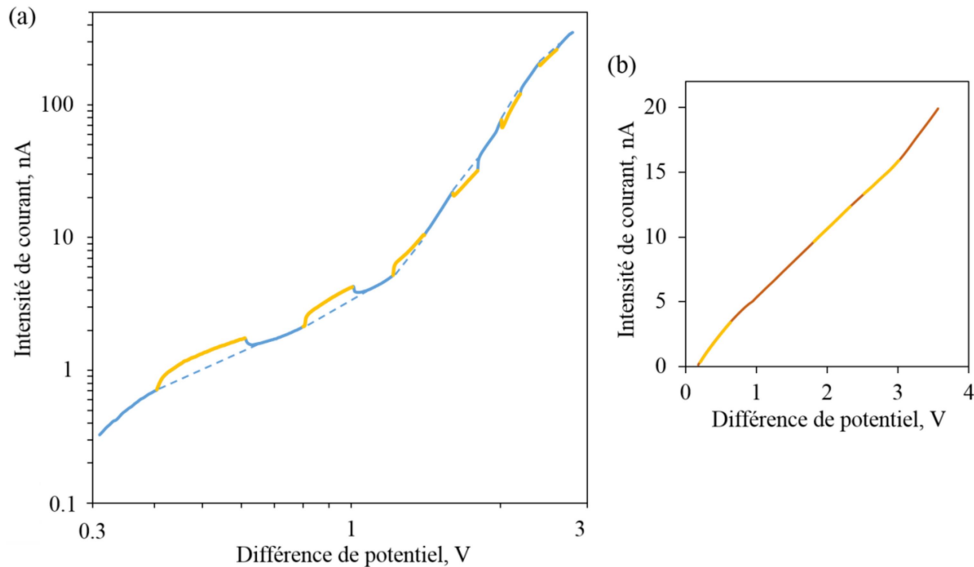 (a)
Intensité de courant, nA
100
10
1
0.1
0.3
1
3
Différence de potentiel, V
(b)
Intensité de courant, nA
20
15
10
5
0
0
1
2
3
4
Différence de potentiel, V